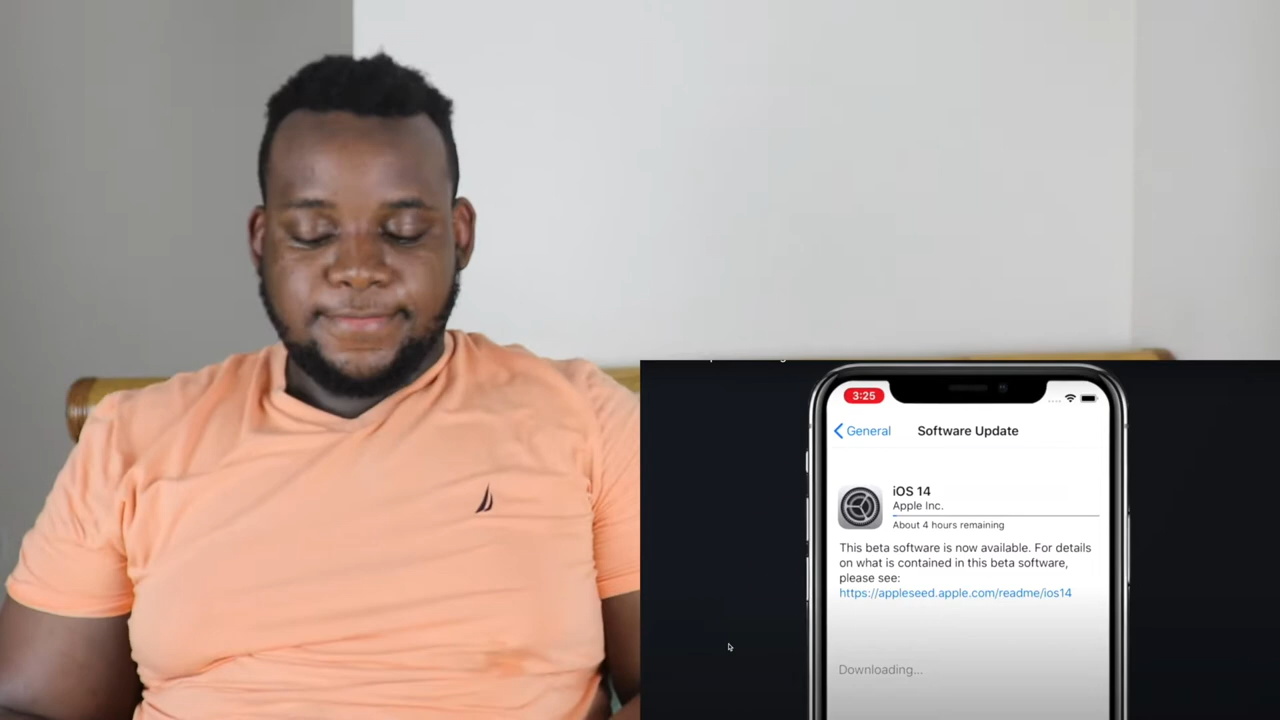 3:25
General
Software Update
iOS 14
Apple Inc.
About 4 hours remaining
This beta software is now available. For details
on what is contained in this beta software,
please see:
https://appleseed.apple.com/readme/ios14
Downloading...